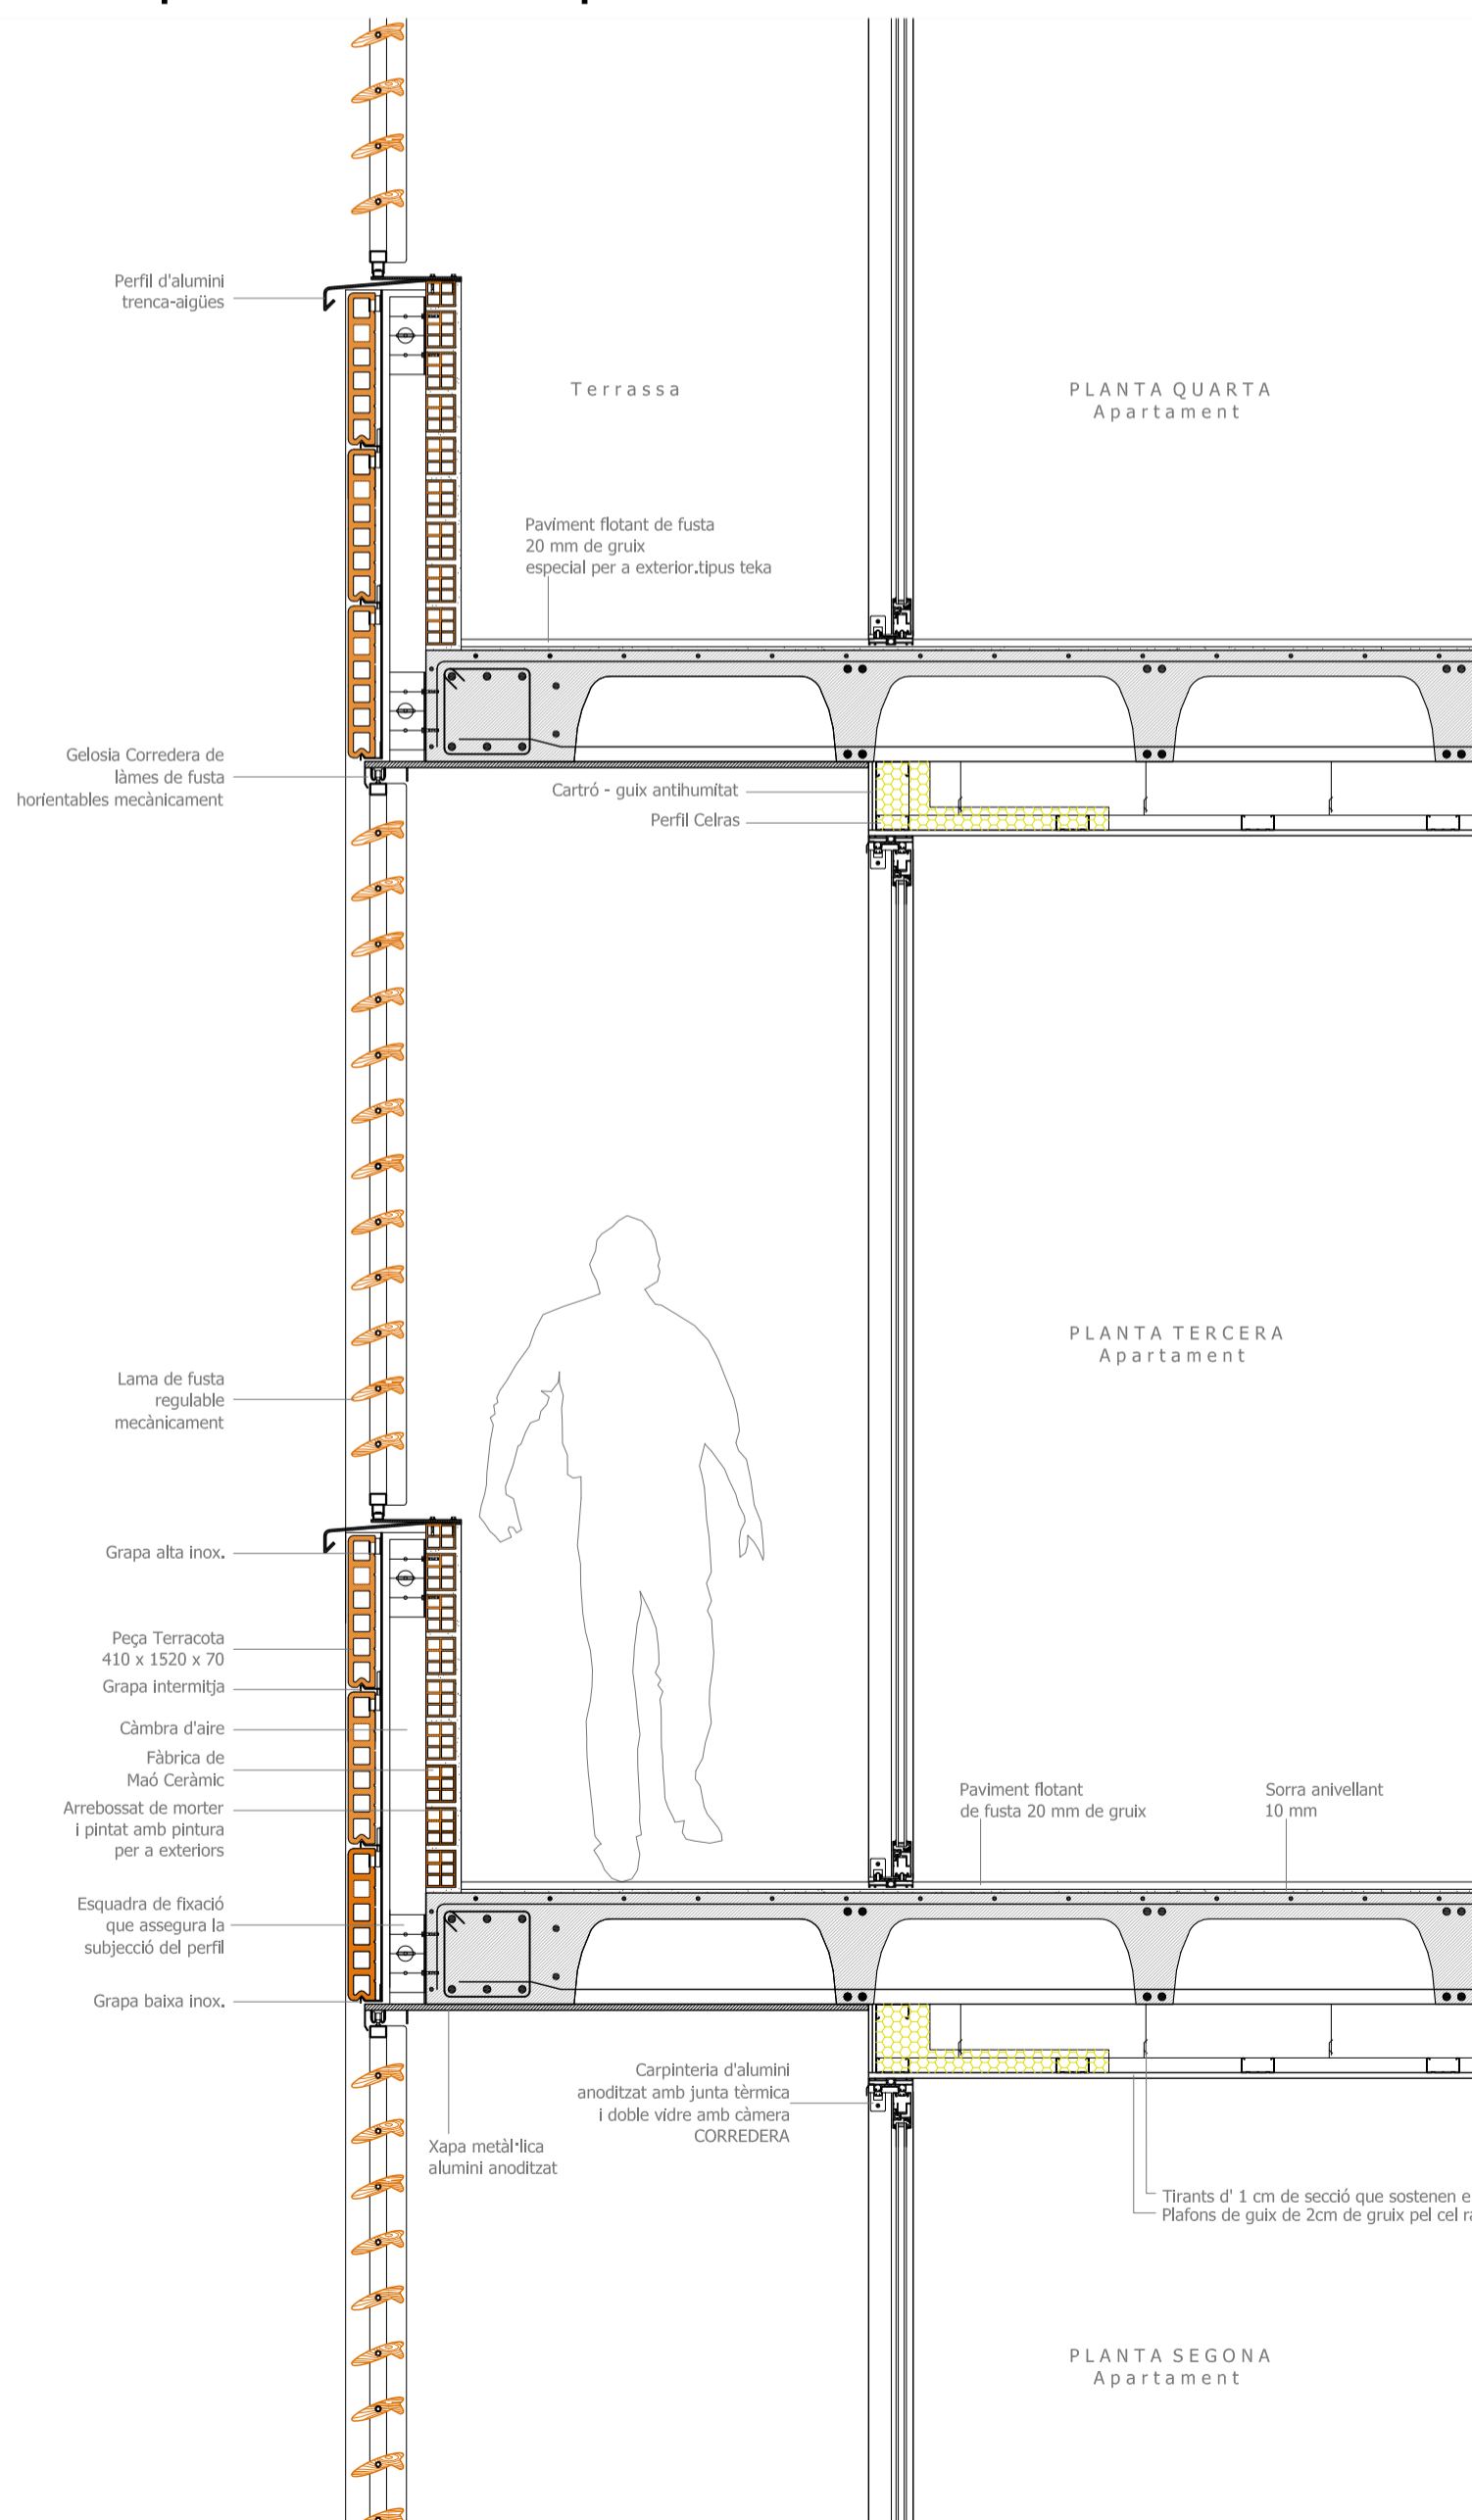 Perfil d'alumini
trenca-aigües
Terrassa
PLANTA QUARTA
Apartament
Paviment flotant de fusta
20 mm de gruix
especial per a exterior.tipus teka
Gelosia Corredera de
làmes de fusta
horientables mecànicament
Cartró - guix antihumitat
Perfil Celras
PLANTA TERCERA
Apartament
Lama de fusta
regulable
mecànicament
Grapa alta inox.
Peça Terracota
410 x 1520 x 70
Grapa intermitja
Càmbra d'aire
Fàbrica de
Maó Ceràmic
Arrebossat de morter
i pintat amb pintura
per a exteriors
Paviment flotant
de fusta 20 mm de gruix
Sorra anivellant
10 mm
Esquadra de fixació
que assegura la
subjecció del perfil
Grapa baixa inox.
Carpinteria d'alumini
anoditzat amb junta tèrmica
i doble vidre amb càmera
CORREDERA
Xapa metàl·lica
alumini anoditzat
Tirants d' 1 cm de secció que sostenen
Plafons de guix de 2cm de gruix pel cel
PLANTA SEGONA
Apartament